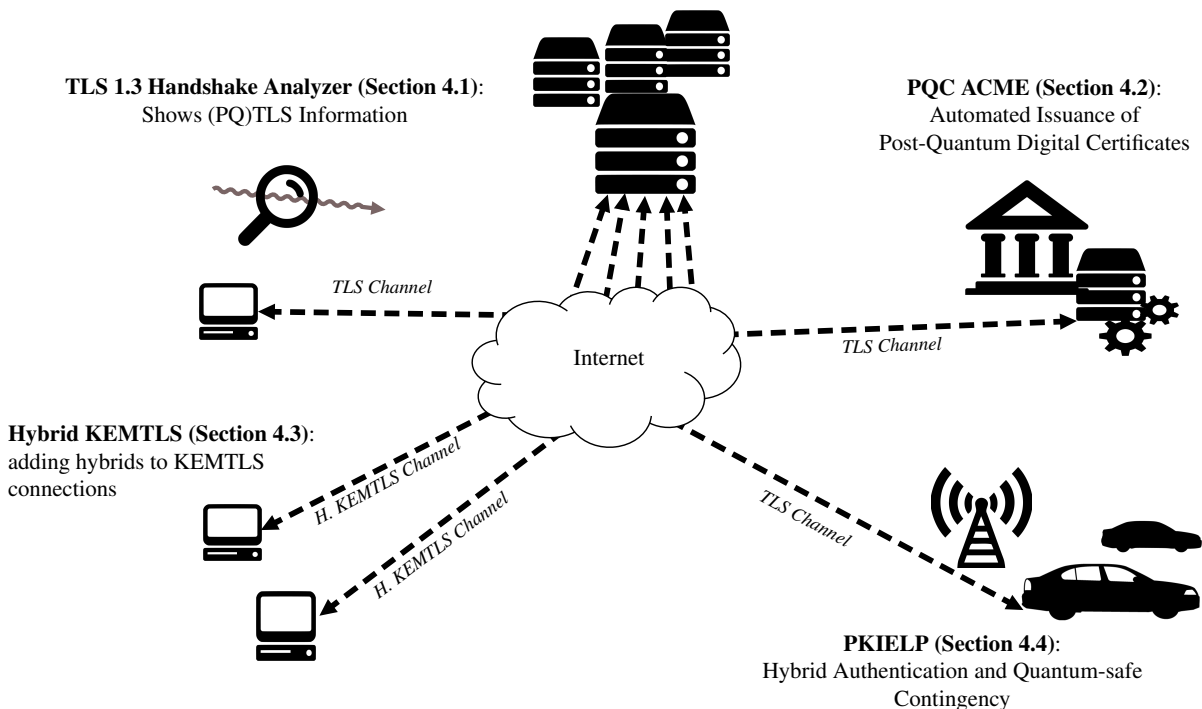 TLS 1.3 Handshake Analyzer (Section 4.1):
Shows (PQ)TLS Information
PQC ACME (Section 4.2):
Automated Issuance of
Post-Quantum Digital Certificates
TLS Channel
Internet
TLS Channel
Hybrid KEMTLS (Section 4.3):
adding hybrids to KEMTLS
connections
H. KEMTLS Channel
H. KEMTLS Channel
TLS Channel
PKIELP (Section 4.4):
Hybrid Authentication and Quantum-safe
Contingency